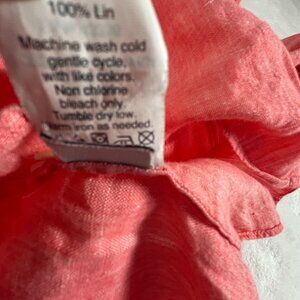 100% Lin
Machine wash cold
gentle cycle,
with like colors.
Non chlorine
bleach only.
Tumble dry low.
warm iron as needed.